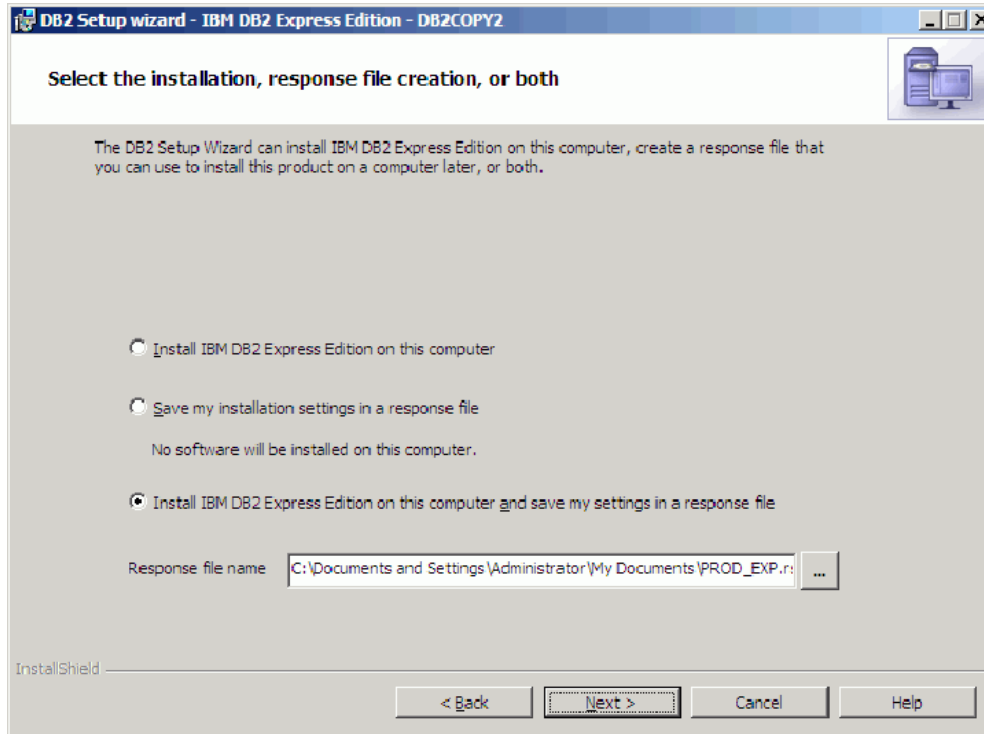 DB2 Setup wizard - IBM DB2 Express Edition - DB2COPY2
Select the installation, response file creation, or both
The DB2 Setup Wizard can install IBM DB2 Express Edition on this computer, create a response file that
you can use to install this product on a computer later, or both.
Install IBM DB2 Express Edition on this computer
Save my installation settings in a response file
No software will be installed on this computer.
Install IBM DB2 Express Edition on this computer and save my settings in a response file
Response file name C:\Documents and Settings\Administrator\My Documents\PROD_EXP.r ...
InstallShield
< Back Next > Cancel Help